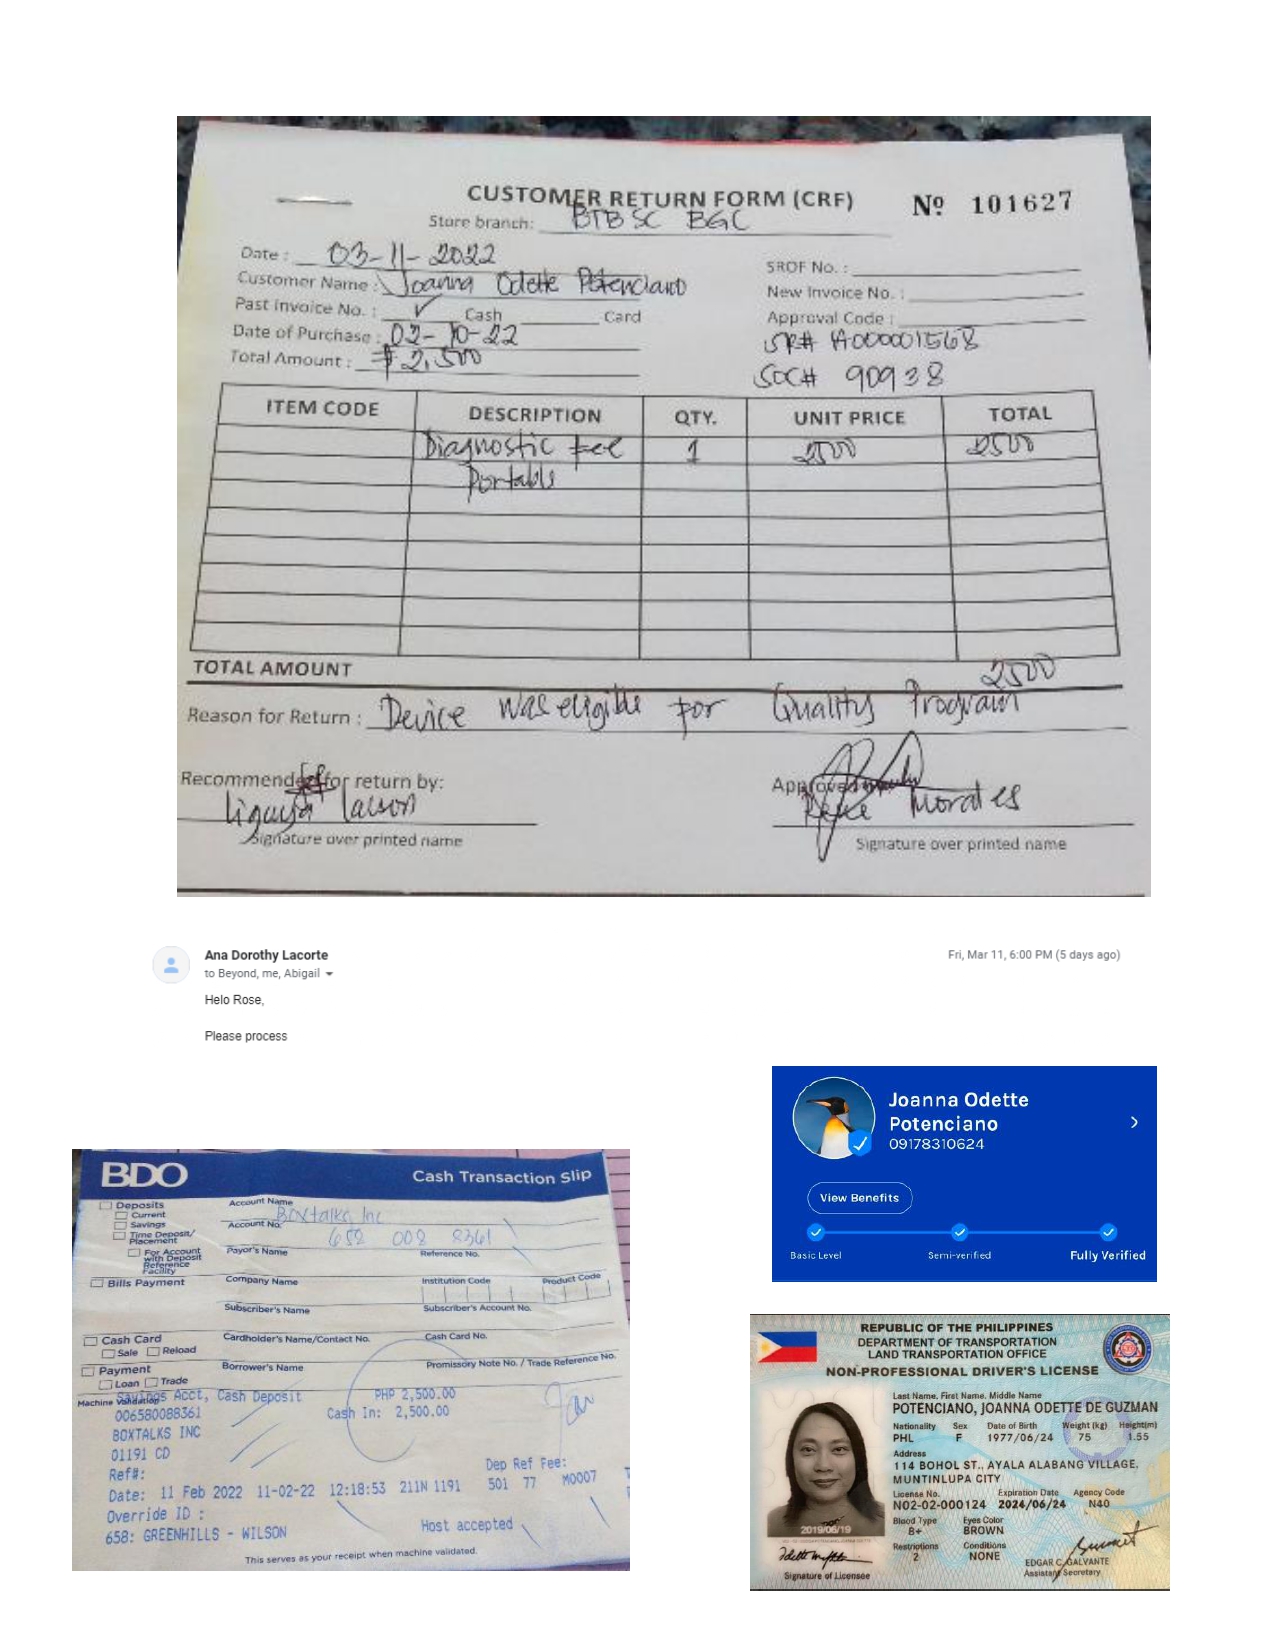 CUSTOMER RETURN FORM (CRF)
Nº 101627
Store branch: BTB SC BGC
Date : 03-11-2022
SROF No. :
Customer Name : Joanna Odette Potenciano
New Invoice No. :
Past Invoice No. : ✓ Cash Card
Approval Code :
Date of Purchase : 02-10-22
SR# A000001568
Total Amount : ₱ 2,500
SOC# 90938
ITEM CODE DESCRIPTION QTY. UNIT PRICE TOTAL
Diagnostic fee 1 2500 2500
Portable
TOTAL AMOUNT 2500
Reason for Return : Device was eligible for Quality Program
Recommended for return by:
Approved
Morales
Signature over printed name
Signature over printed name
Ana Dorothy Lacorte
Fri, Mar 11, 6:00 PM (5 days ago)
to Beyond, me, Abigail
Helo Rose,
Please process
Joanna Odette
Potenciano
09178310624
View Benefits
Basic Level Semi-verified Fully Verified
BDO
Cash Transaction Slip
Deposits
Current
Savings
Time Deposit/
Placement
For Account
with Deposit
Reference
Facility
Account Name
Boxtalks Inc
Account No.
658 008 8361
Payor's Name Reference No.
Bills Payment
Company Name Institution Code Product Code
Subscriber's Name Subscriber's Account No.
Cash Card
Sale Reload
Cardholder's Name/Contact No. Cash Card No.
Payment
Loan Trade
Borrower's Name Promissory Note No. / Trade Reference No.
Machine Validation
Savings Acct, Cash Deposit PHP 2,500.00
006580088361 Cash In: 2,500.00
BOXTALKS INC
01191 CD
Ref#: Dep Ref Fee:
Date: 11 Feb 2022 11-02-22 12:18:53 211N 1191 501 77 M0007
Override ID :
658: GREENHILLS - WILSON Host accepted
This serves as your receipt when machine validated.
REPUBLIC OF THE PHILIPPINES
DEPARTMENT OF TRANSPORTATION
LAND TRANSPORTATION OFFICE
NON-PROFESSIONAL DRIVER'S LICENSE
Last Name, First Name, Middle Name
POTENCIANO, JOANNA ODETTE DE GUZMAN
Nationality Sex Date of Birth Weight (kg) Height(m)
PHL F 1977/06/24 75 1.55
Address
114 BOHOL ST., AYALA ALABANG VILLAGE,
MUNTINLUPA CITY
License No. Expiration Date Agency Code
N02-02-000124 2024/06/24 N40
Blood Type Eyes Color
B+ BROWN
Restrictions Conditions
2 NONE
2019/06/19
Signature of Licensee
EDGAR C. GALVANTE
Assistant Secretary